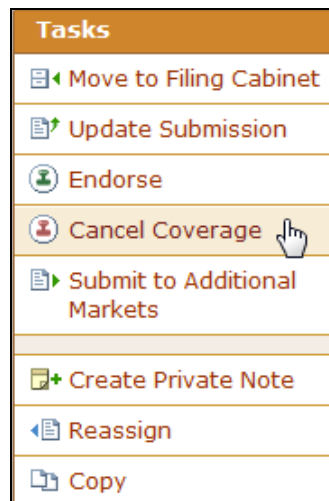 Tasks
Move to Filing Cabinet
Update Submission
Endorse
Cancel Coverage
Submit to Additional
Markets
Create Private Note
Reassign
Copy